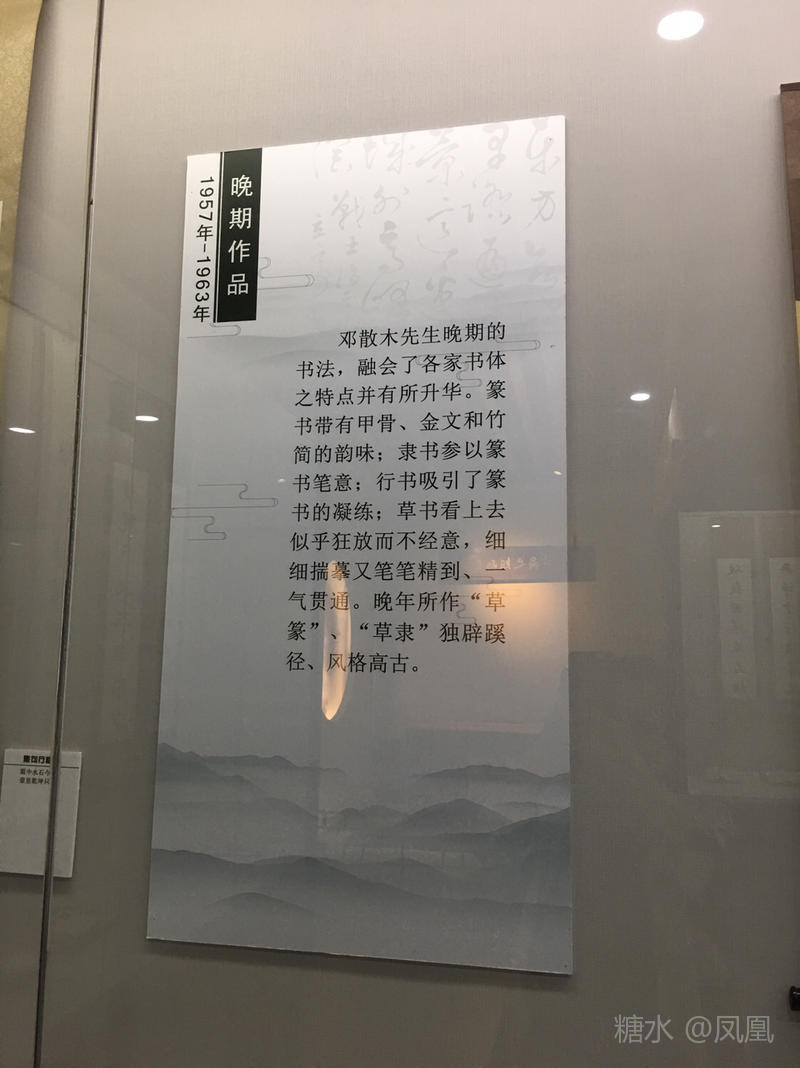 晚期作品
1957年-1963年
邓散木先生晚期的
书法，融会了各家书体
之特点并有所升华。篆
书带有甲骨、金文和竹
简的韵味；隶书参以篆
书笔意；行书吸引了篆
书的凝练；草书看上去
似乎狂放而不经意，细
细揣摹又笔笔精到、一
气贯通。晚年所作“草
篆”、“草隶”独辟蹊
径、风格高古。
糖水 @凤凰